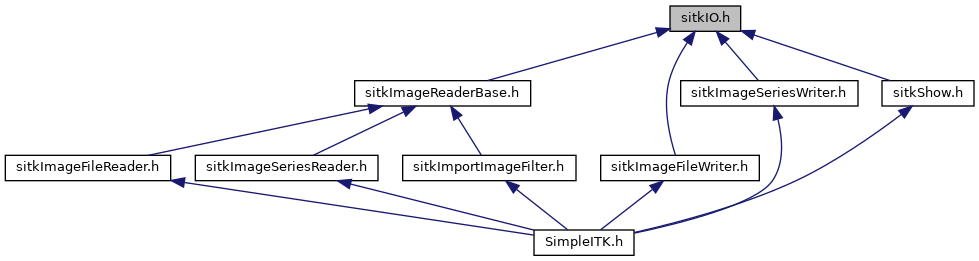 sitkIO.h
sitkImageReaderBase.h
sitkImageSeriesWriter.h
sitkShow.h
sitkImageFileReader.h
sitkImageSeriesReader.h
sitkImportImageFilter.h
sitkImageFileWriter.h
SimpleITK.h